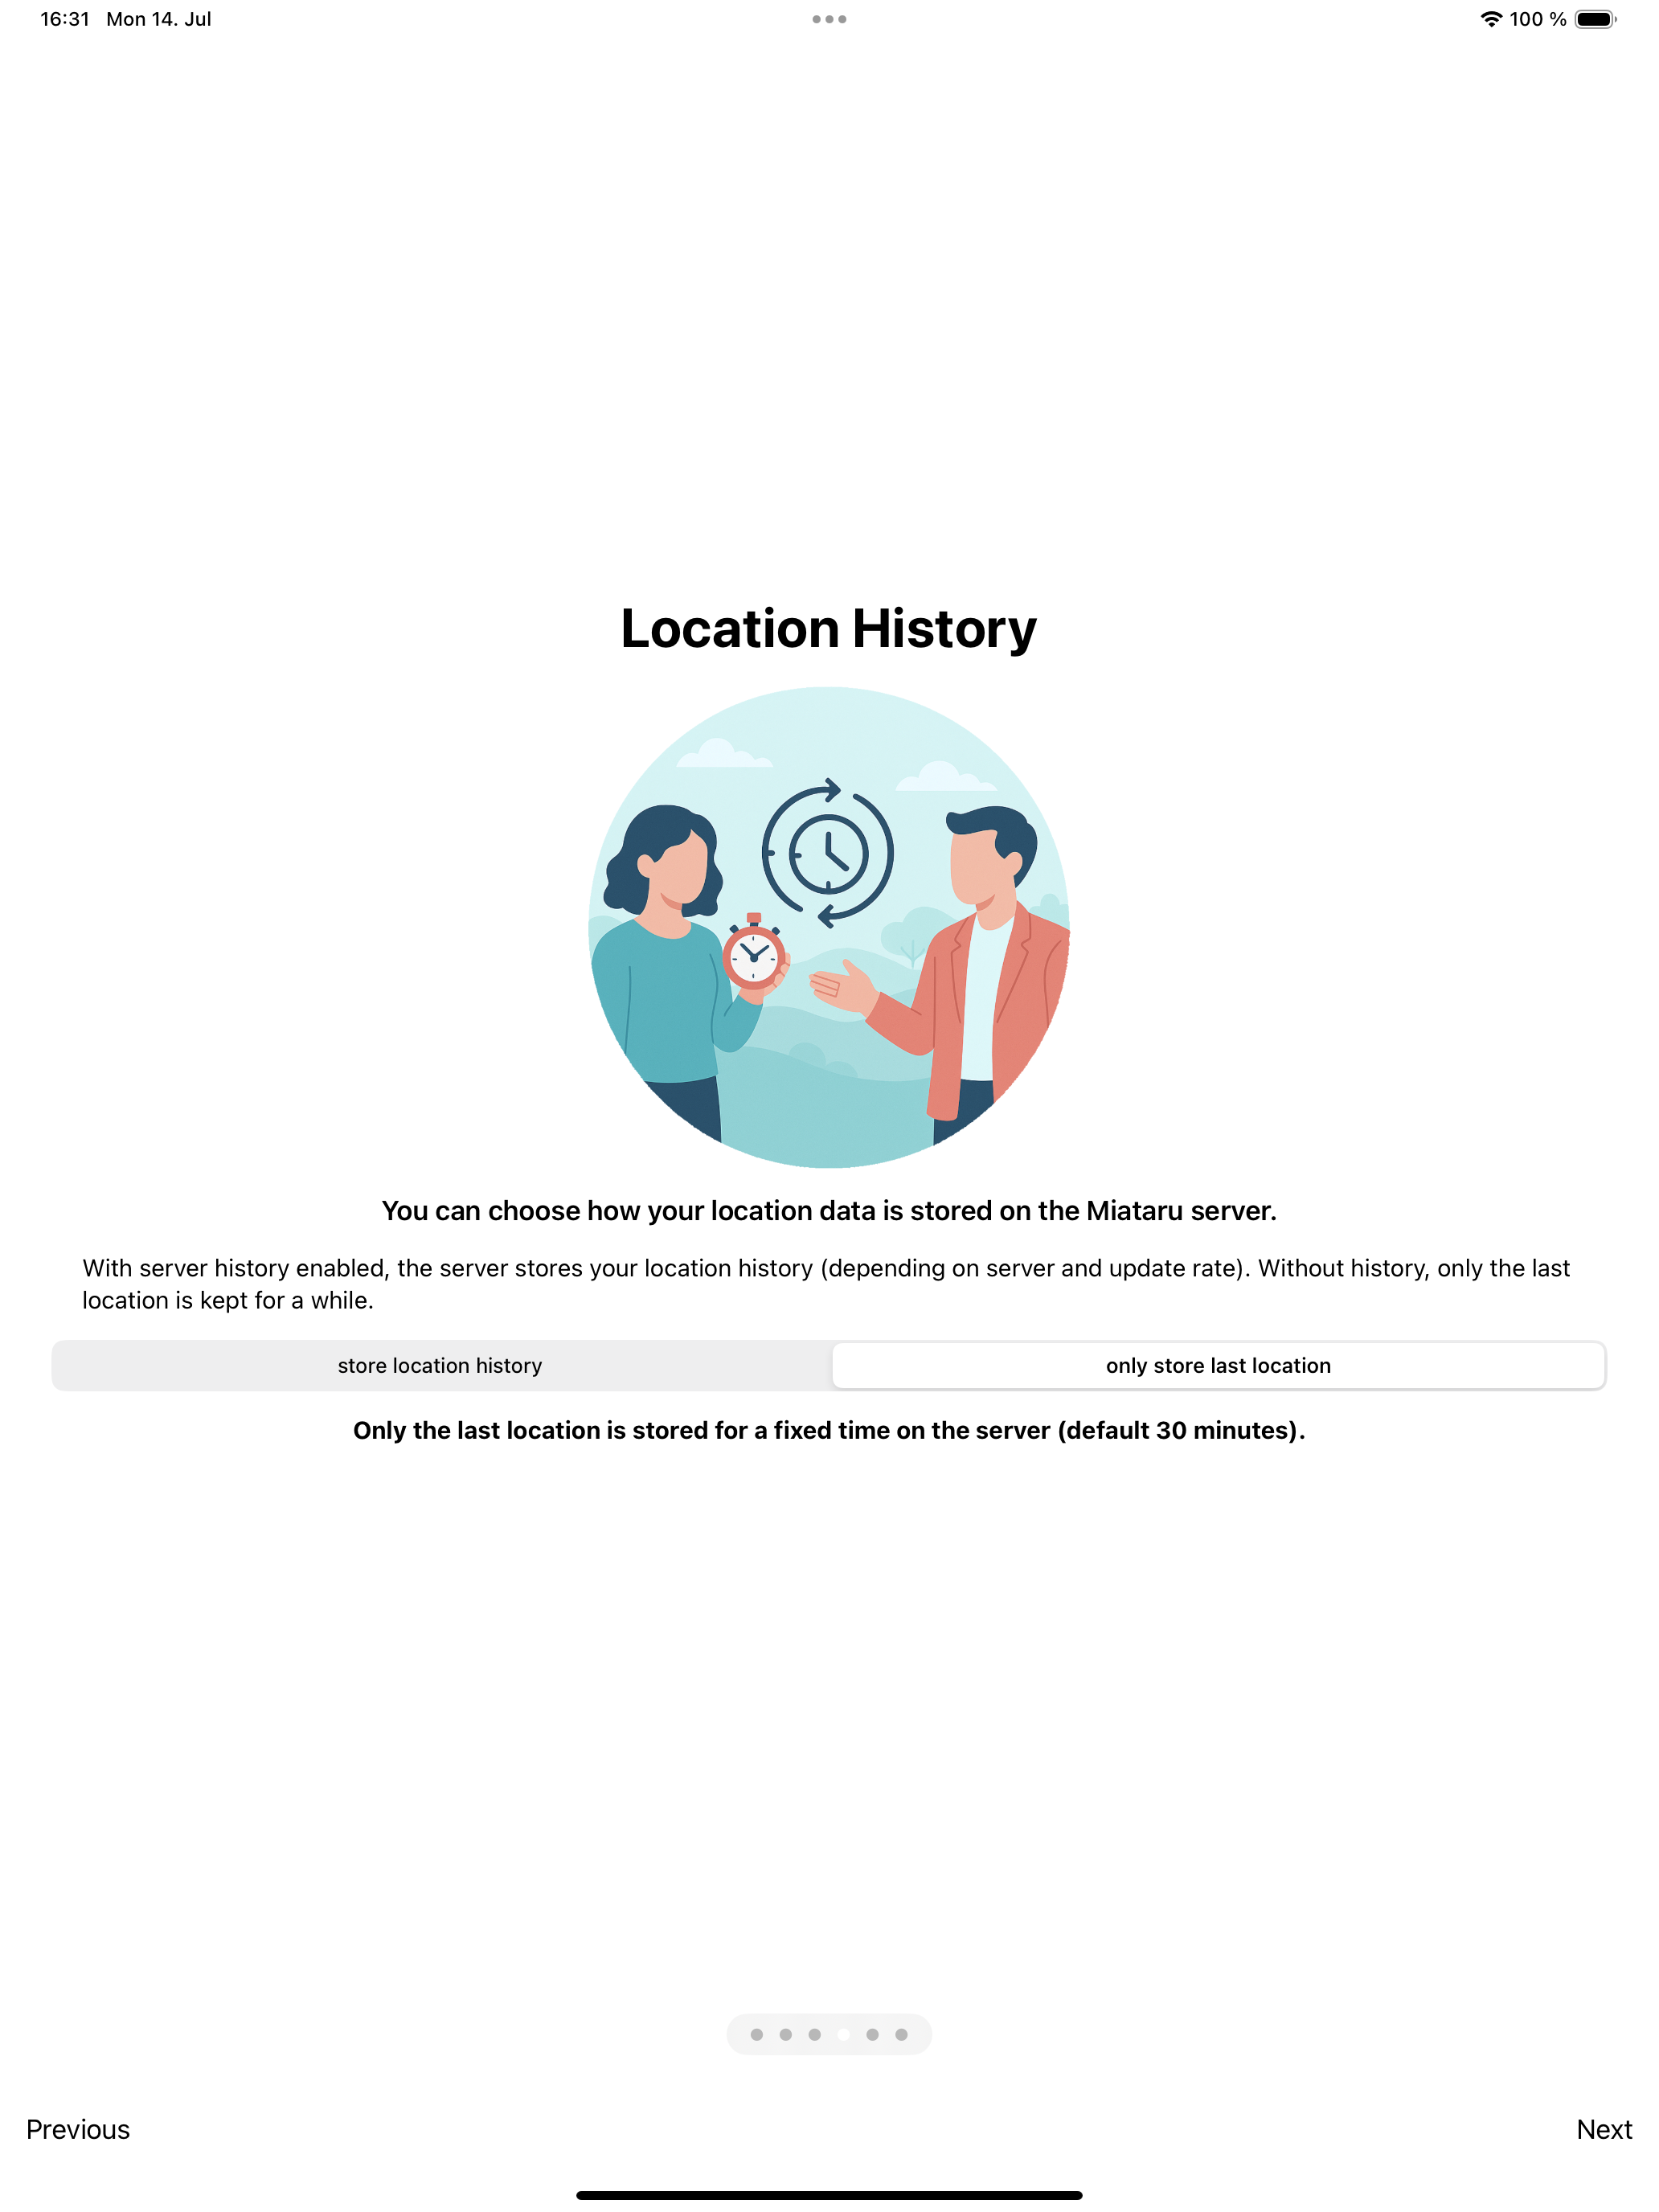 16:31 Mon 14. Jul
100 %
Location History
You can choose how your location data is stored on the Miataru server.
With server history enabled, the server stores your location history (depending on server and update rate). Without history, only the last
location is kept for a while.
store location history
only store last location
Only the last location is stored for a fixed time on the server (default 30 minutes).
Previous
Next